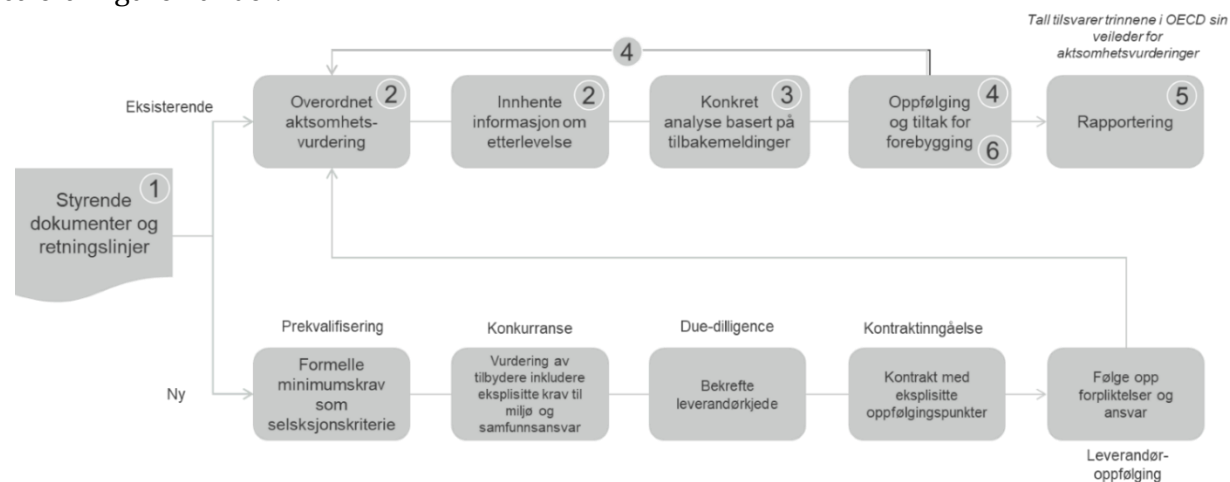 Tall tilsvarer trinnene i OECD sin
veileder for
aktsomhetsvurderinger
4
Eksisterende
Overordnet
aktsomhets-
vurdering
2
Innhente
informasjon om
etterlevelse
2
Konkret
analyse basert på
tilbakemeldinger
3
Oppfølging
og tiltak for
forebygging
4
6
Rapportering
5
Styrende
dokumenter og
retningslinjer
1
Ny
Prekvalifisering
Formelle
minimumskrav
som
selsksjonskriterie
Konkurranse
Vurdering av
tilbydere inkludere
eksplisitte krav til
miljø og
samfunnsansvar
Due-dilligence
Bekrefte
leverandørkjede
Kontraktinngåelse
Kontrakt med
eksplisitte
oppfølgingspunkter
Følge opp
forpliktelser og
ansvar
Leverandør-
oppfølging